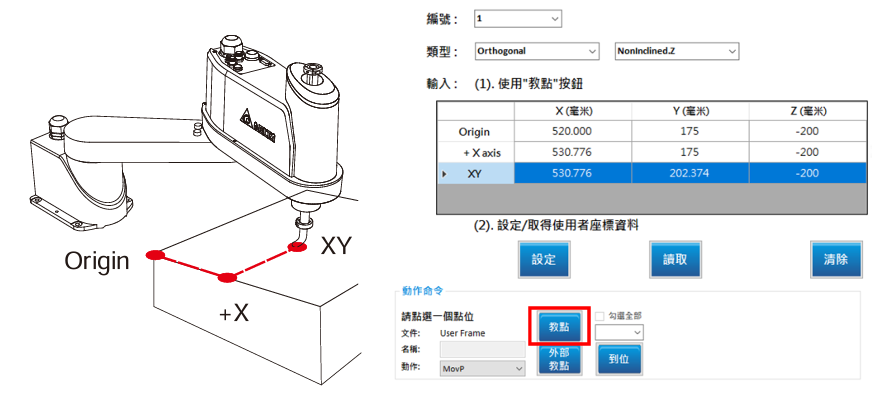 編號： 1
類型： Orthogonal NonInclined.Z
輸入： (1). 使用"教點"按鈕
X (毫米) Y (毫米) Z (毫米)
Origin 520.000 175 -200
+ X axis 530.776 175 -200
XY 530.776 202.374 -200
(2). 設定/取得使用者座標資料
設定 讀取 清除
動作命令
請點選一個點位 教點 勾選全部
文件: User Frame
名稱: 外部教點 到位
動作: MovP
DELTA
Origin
+X
XY